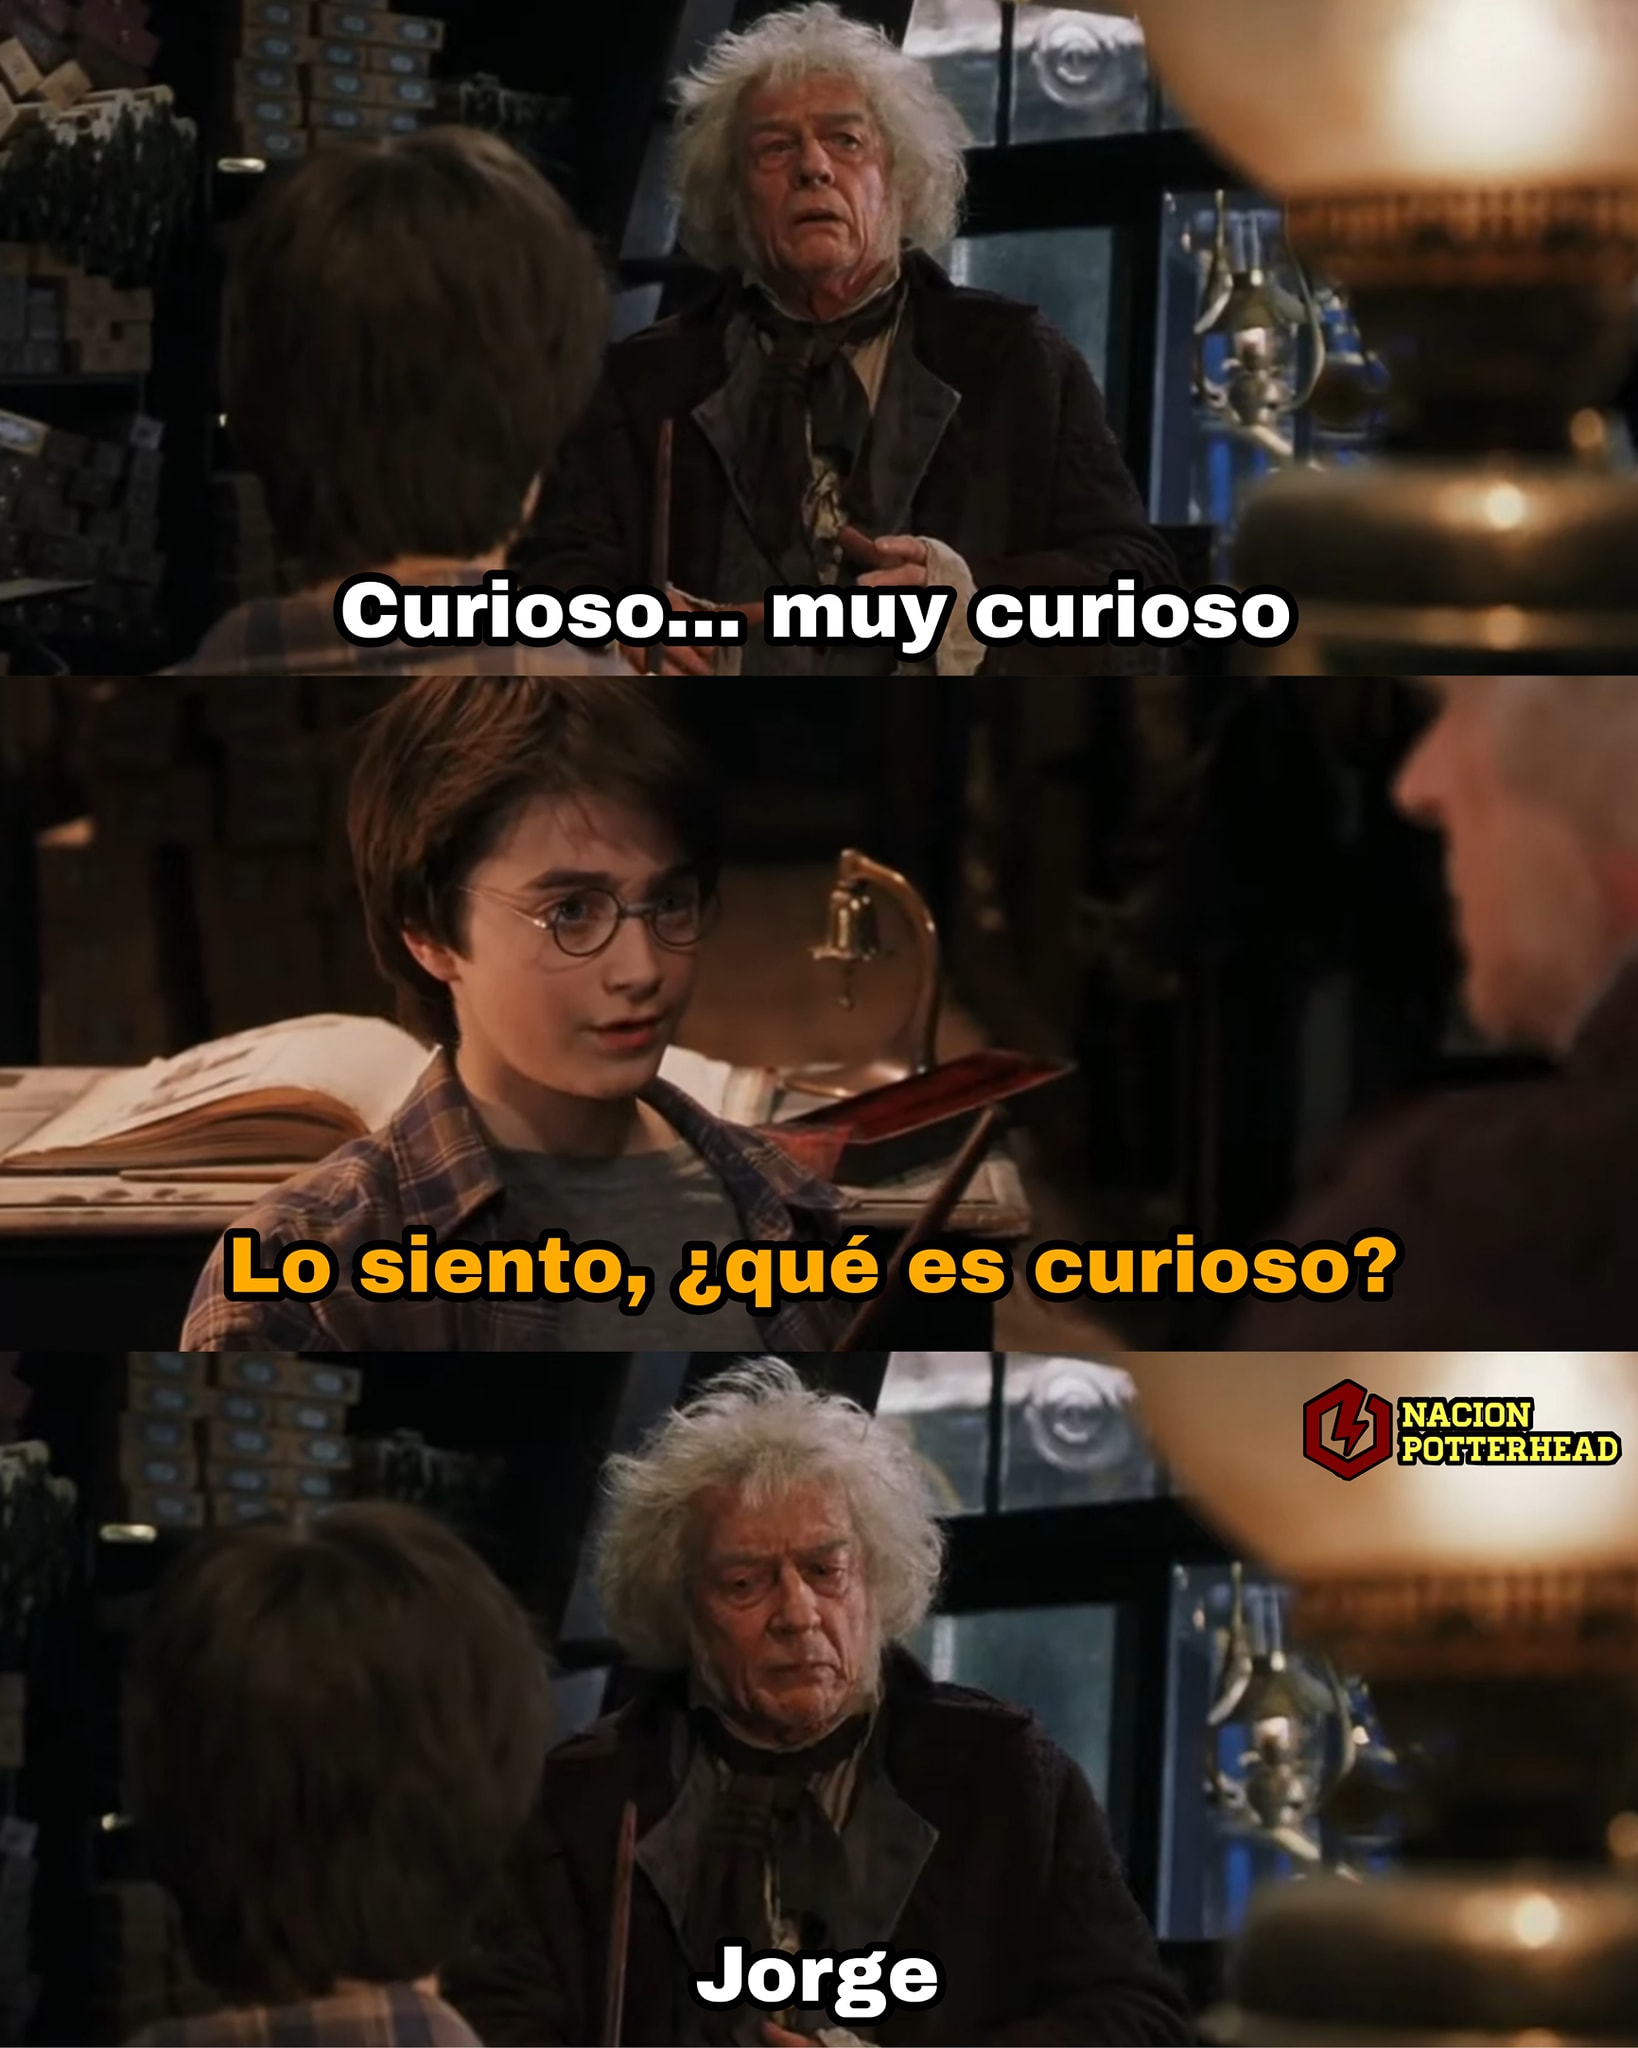 Curioso... muy curioso
Lo siento, ¿qué es curioso?
NACION
POTTERHEAD
Jorge